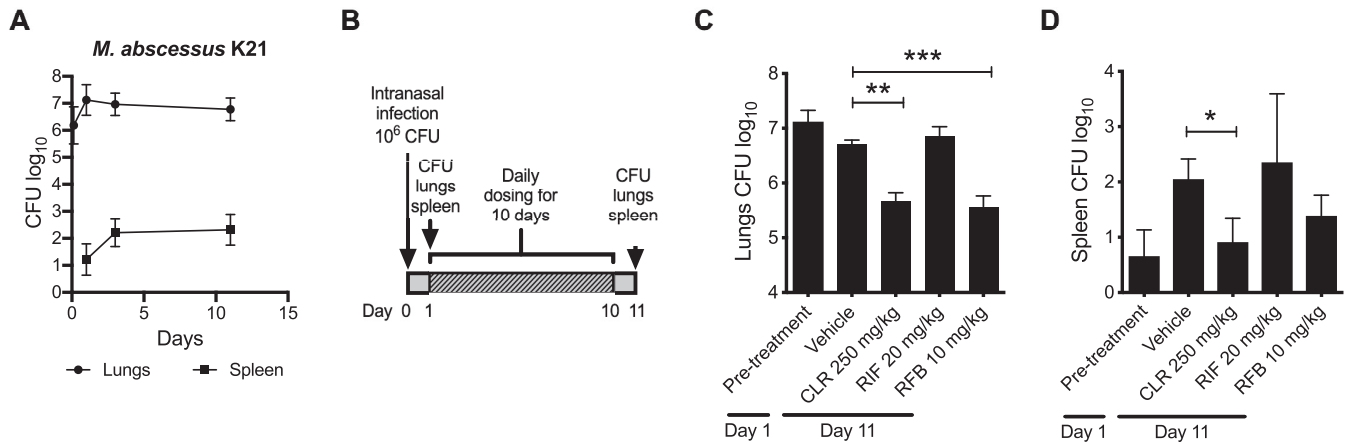 A
M. abscessus K21
CFU log10
8
7
6
5
4
3
2
1
0
0 5 10 15
Days
Lungs Spleen
B
Intranasal
infection
10^6 CFU
CFU
lungs
spleen
Daily
dosing for
10 days
CFU
lungs
spleen
Day 0 1 10 11
C
Lungs CFU log10
8
7
6
5
4
***
**
Pre-treatment
Vehicle
CLR 250 mg/kg
RIF 20 mg/kg
RFB 10 mg/kg
Day 1 Day 11
D
Spleen CFU log10
4
3
2
1
0
*
Pre-treatment
Vehicle
CLR 250 mg/kg
RIF 20 mg/kg
RFB 10 mg/kg
Day 1 Day 11